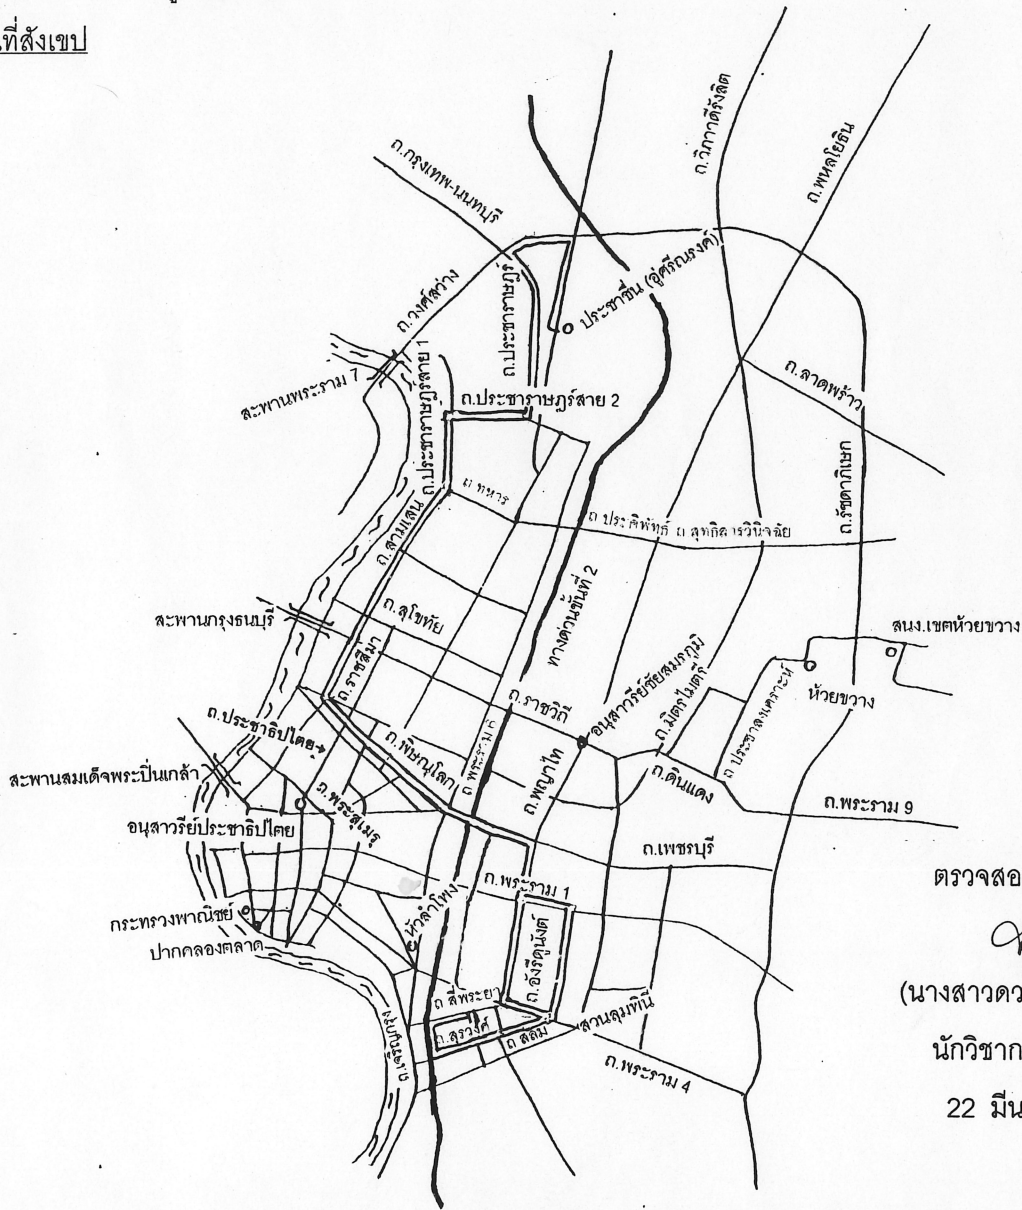 ที่สังเขป
ถ.วิภาวดีรังสิต
ถ.พหลโยธิน
ถ.กรุงเทพ-นนทบุรี
ประชาชื่น (อู่ศรีณรงค์)
ถ.วงศ์สว่าง
ถ.ประชาราษฎร์
สะพานพระราม 7
ถ.ประชาราษฎร์สาย 1
ถ.ประชาราษฎร์สาย 2
ถ.ลาดพร้าว
ถ.รัชดาภิเษก
ถ ทหาร
ถ ประดิพัทธ์
ถ สุทธิสารวินิจฉัย
ถ.สามเสน
ทางด่วนขั้นที่ 2
สะพานกรุงธนบุรี
ถ.สุโขทัย
สนง.เขตห้วยขวาง
ห้วยขวาง
ถ.ราชสีมา
ถ.ราชวิถี
อนุสาวรีย์ชัยสมรภูมิ
ถ.มิตรไมตรี
ถ ประชาสงเคราะห์
ถ.ประชาธิปไตย
ถ.พิษณุโลก
ถ พระราม 6
ถ.พญาไท
ถ.ดินแดง
ถ.พระราม 9
สะพานสมเด็จพระปิ่นเกล้า
ถ.พระสุเมรุ
อนุสาวรีย์ประชาธิปไตย
ถ.เพชรบุรี
ถ.พระราม 1
หัวลำโพง
ถ.อังรีดูนังต์
กระทรวงพาณิชย์
ปากคลองตลาด
ถ สี่พระยา
ถ.สุรวงศ์
ถ สีลม
สวนลุมพินี
ถ.พระราม 4
ถ.เจริญกรุง
ตรวจสอ
(นางสาวดว
นักวิชาก
22 มีน